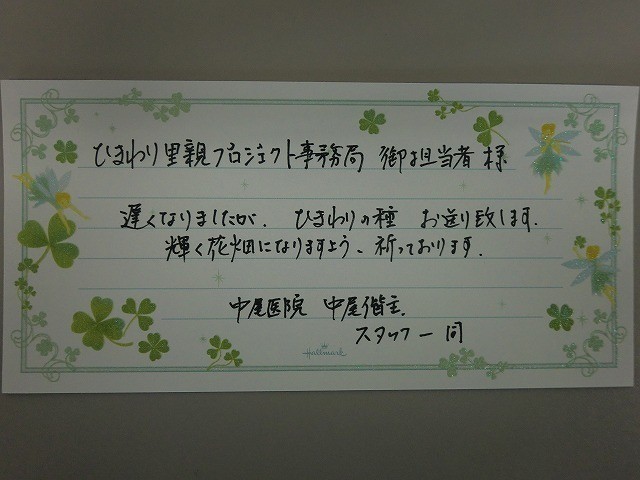 ひまわり里親プロジェクト事務局 御担当者 様
遅くなりましたが、ひまわりの種 お送り致します.
輝く花畑になりますよう、祈っております.
中尾医院 中尾偕主.
スタッフ一同
Hallmark